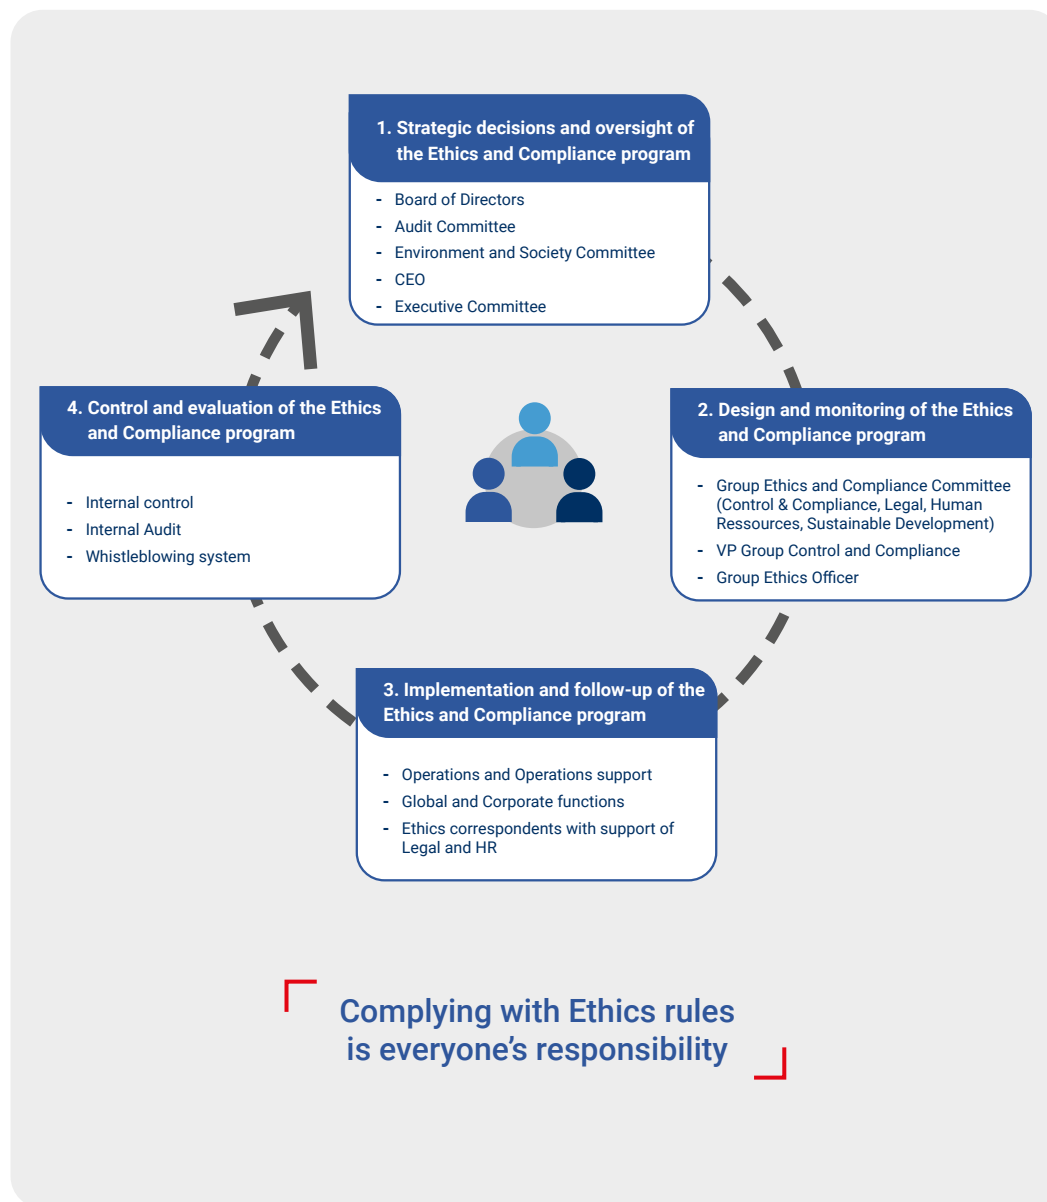 1. Strategic decisions and oversight of
the Ethics and Compliance program
- Board of Directors
- Audit Committee
- Environment and Society Committee
- CEO
- Executive Committee
2. Design and monitoring of the Ethics
and Compliance program
- Group Ethics and Compliance Committee
(Control & Compliance, Legal, Human
Ressources, Sustainable Development)
- VP Group Control and Compliance
- Group Ethics Officer
3. Implementation and follow-up of the
Ethics and Compliance program
- Operations and Operations support
- Global and Corporate functions
- Ethics correspondents with support of
Legal and HR
4. Control and evaluation of the Ethics
and Compliance program
- Internal control
- Internal Audit
- Whistleblowing system
Complying with Ethics rules
is everyone’s responsibility